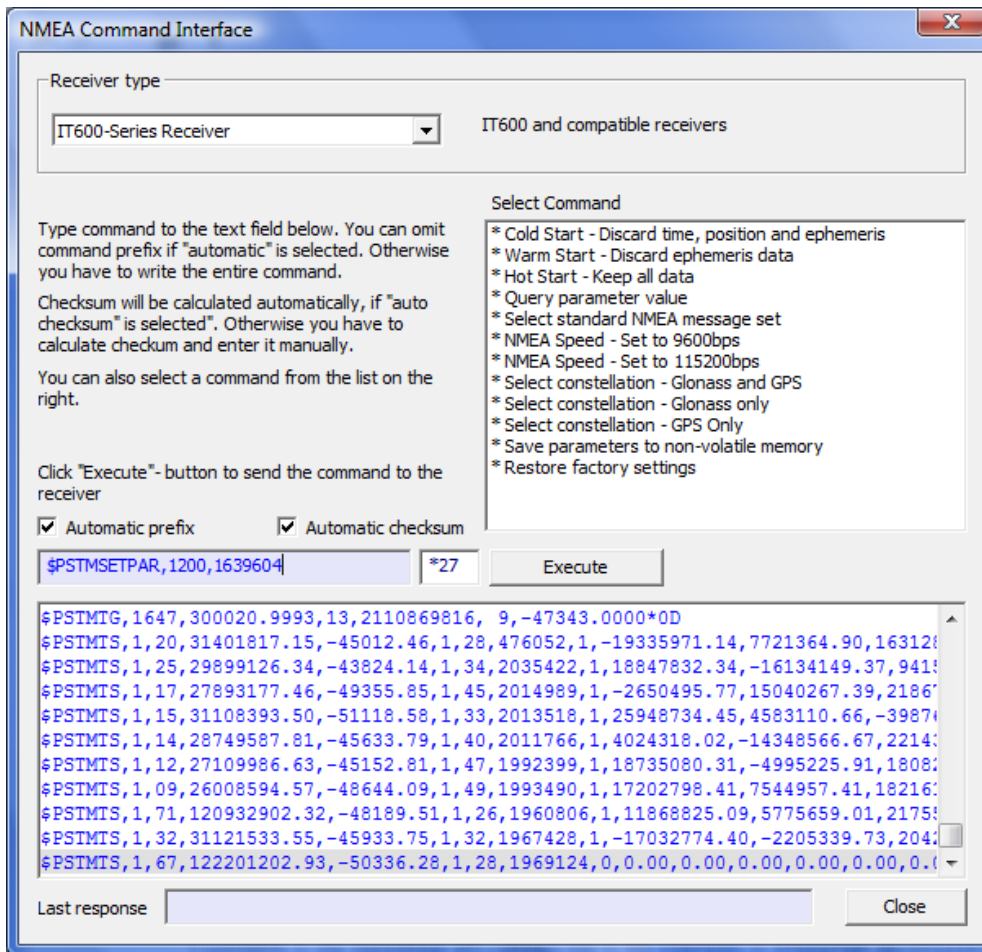 NMEA Command Interface
Receiver type
IT600-Series Receiver
IT600 and compatible receivers
Type command to the text field below. You can omit
command prefix if "automatic" is selected. Otherwise
you have to write the entire command.
Checksum will be calculated automatically, if "auto
checksum" is selected". Otherwise you have to
calculate checkum and enter it manually.
You can also select a command from the list on the
right.
Click "Execute"- button to send the command to the
receiver
Select Command
* Cold Start - Discard time, position and ephemeris
* Warm Start - Discard ephemeris data
* Hot Start - Keep all data
* Query parameter value
* Select standard NMEA message set
* NMEA Speed - Set to 9600bps
* NMEA Speed - Set to 115200bps
* Select constellation - Glonass and GPS
* Select constellation - Glonass only
* Select constellation - GPS Only
* Save parameters to non-volatile memory
* Restore factory settings
Automatic prefix
Automatic checksum
$PSTMSETPAR,1200,1639604
*27
Execute
$PSTMTG,1647,300020.9993,13,2110869816, 9,-47343.0000*0D
$PSTMTS,1,20,31401817.15,-45012.46,1,28,476052,1,-19335971.14,7721364.90,16312
$PSTMTS,1,25,29899126.34,-43824.14,1,34,2035422,1,18847832.34,-16134149.37,941
$PSTMTS,1,17,27893177.46,-49355.85,1,45,2014989,1,-2650495.77,15040267.39,2186
$PSTMTS,1,15,31108393.50,-51118.58,1,33,2013518,1,25948734.45,4583110.66,-3987
$PSTMTS,1,14,28749587.81,-45633.79,1,40,2011766,1,4024318.02,-14348566.67,2214
$PSTMTS,1,12,27109986.63,-45152.81,1,47,1992399,1,18735080.31,-4995225.91,1808
$PSTMTS,1,09,26008594.57,-48644.09,1,49,1993490,1,17202798.41,7544957.41,18216
$PSTMTS,1,71,120932902.32,-48189.51,1,26,1960806,1,11868825.09,5775659.01,2175
$PSTMTS,1,32,31121533.55,-45933.75,1,32,1967428,1,-17032774.40,-2205339.73,204
$PSTMTS,1,67,122201202.93,-50336.28,1,28,1969124,0,0.00,0.00,0.00,0.00,0.00,0.
Last response
Close